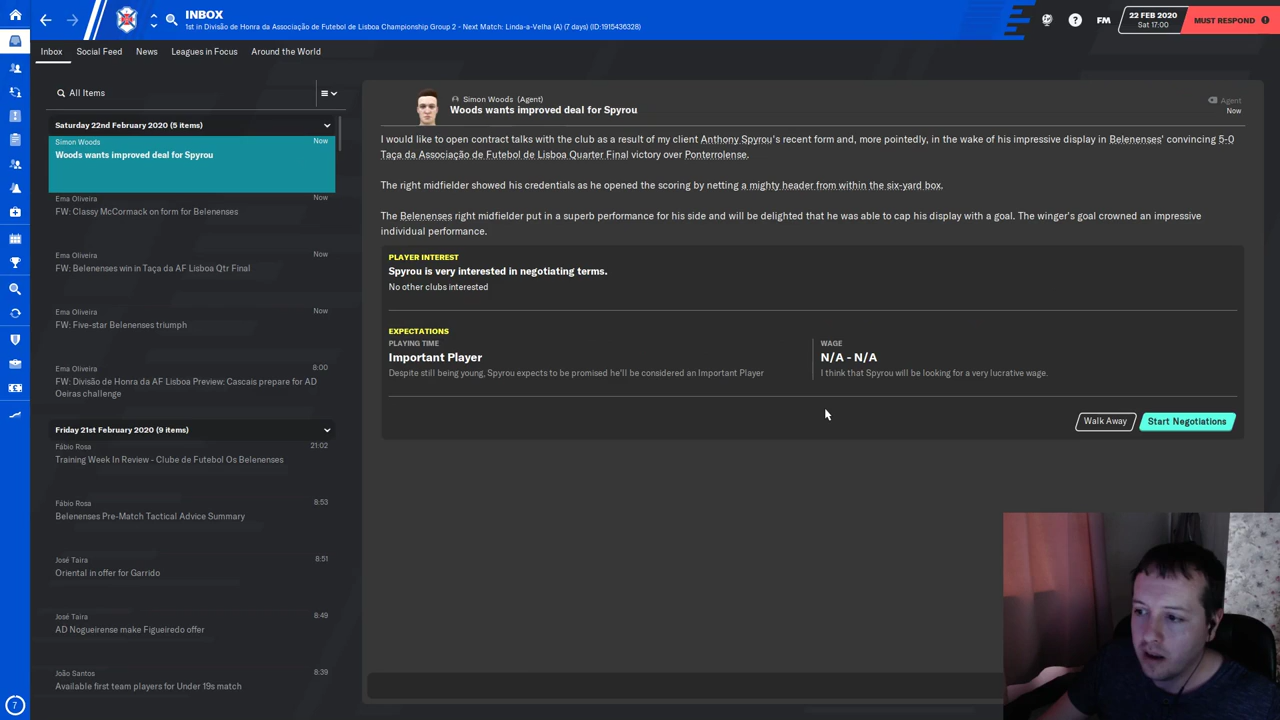 INBOX
1st in Divisão de Honra da Associação de Futebol de Lisboa Championship Group 2 - Next Match: Linda-a-Velha (A) (7 days) (ID:1915436328)
FM
22 FEB 2020
Sat 17:00
MUST RESPOND
Inbox
Social Feed
News
Leagues in Focus
Around the World
All Items
Saturday 22nd February 2020 (5 items)
Simon Woods
Now
Woods wants improved deal for Spyrou
Ema Oliveira
Now
FW: Classy McCormack on form for Belenenses
Ema Oliveira
Now
FW: Belenenses win in Taça da AF Lisboa Qtr Final
Ema Oliveira
Now
FW: Five-star Belenenses triumph
Ema Oliveira
8:00
FW: Divisão de Honra da AF Lisboa Preview: Cascais prepare for AD
Oeiras challenge
Friday 21st February 2020 (9 items)
Fábio Rosa
21:02
Training Week In Review - Clube de Futebol Os Belenenses
Fábio Rosa
8:53
Belenenses Pre-Match Tactical Advice Summary
José Taira
8:51
Oriental in offer for Garrido
José Taira
8:49
AD Nogueirense make Figueiredo offer
João Santos
8:39
Available first team players for Under 19s match
7
Simon Woods (Agent)
Woods wants improved deal for Spyrou
Agent
Now
I would like to open contract talks with the club as a result of my client Anthony Spyrou's recent form and, more pointedly, in the wake of his impressive display in Belenenses' convincing 5-0
Taça da Associação de Futebol de Lisboa Quarter Final victory over Ponterrolense.
The right midfielder showed his credentials as he opened the scoring by netting a mighty header from within the six-yard box.
The Belenenses right midfielder put in a superb performance for his side and will be delighted that he was able to cap his display with a goal. The winger's goal crowned an impressive
individual performance.
PLAYER INTEREST
Spyrou is very interested in negotiating terms.
No other clubs interested
EXPECTATIONS
PLAYING TIME
Important Player
Despite still being young, Spyrou expects to be promised he'll be considered an Important Player
WAGE
N/A - N/A
I think that Spyrou will be looking for a very lucrative wage.
Walk Away
Start Negotiations